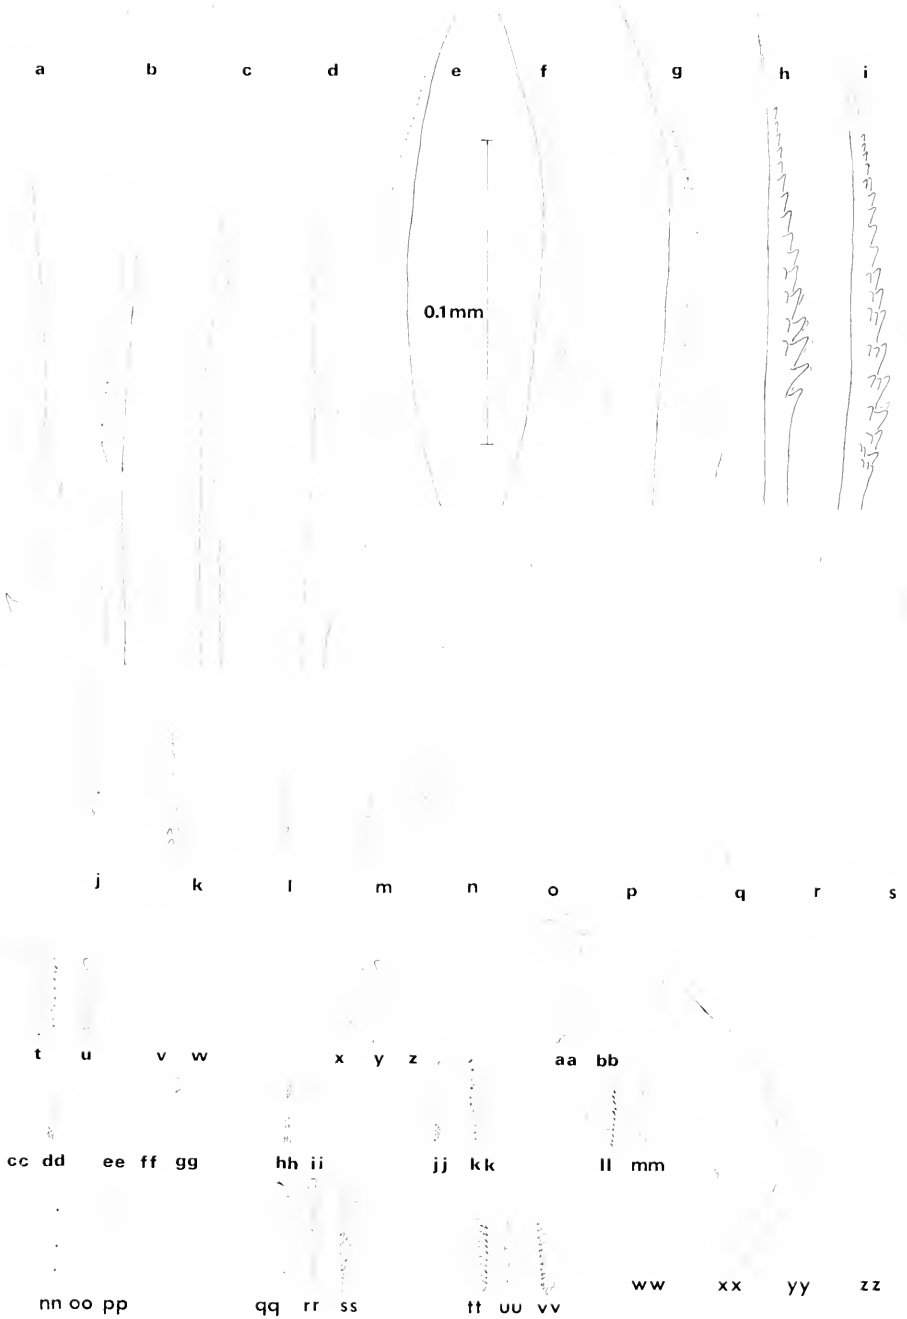 a b c d e f g h i
0.1mm
j k l m n o p q r s
t u v w x y z aa bb
cc dd ee ff gg hh ii jj kk ll mm
nn oo pp qq rr ss tt uu vv ww xx yy zz